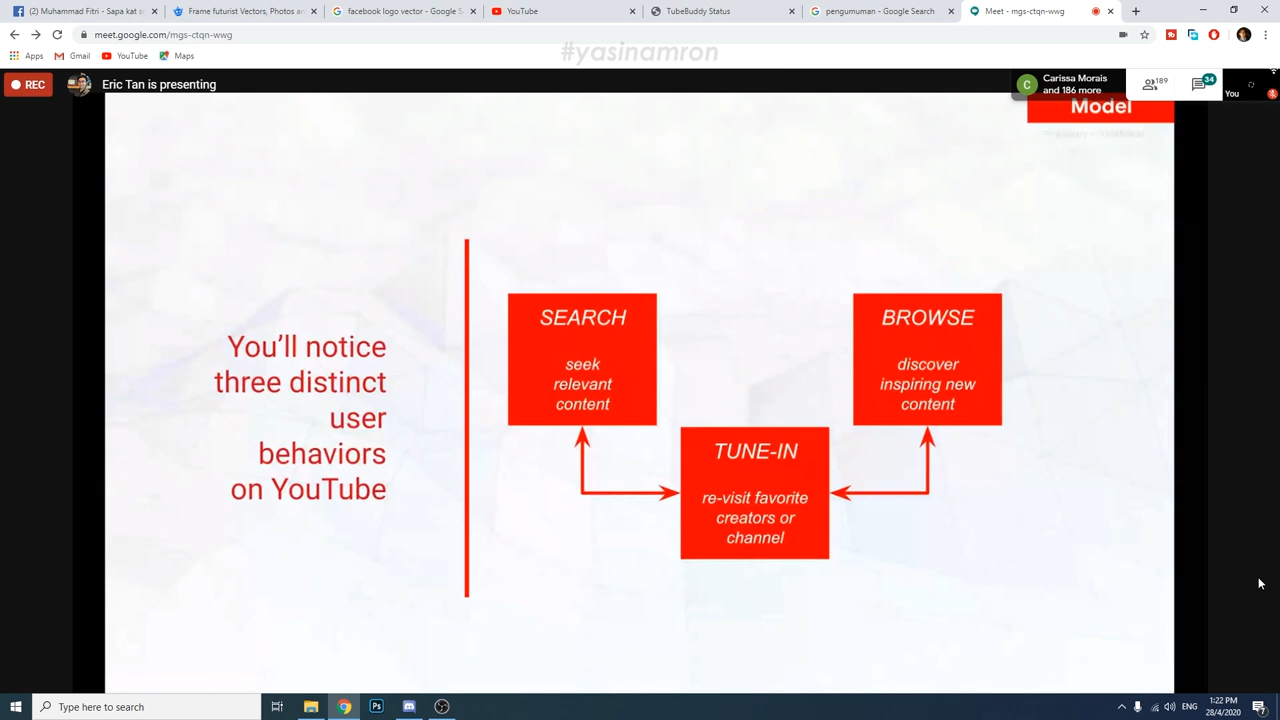 (2) Muhammad Fitri - Sapa kat s
Frame futurist Vectors, Photos an
facebook logo vector - Google S
YouTube
TubeBuddy Status
pengumuman - Google Search
Meet - mgs-ctqn-wwg
meet.google.com/mgs-ctqn-wwg
Apps
Gmail
YouTube
Maps
#yasinamron
REC
Eric Tan is presenting
C
Carissa Morais
and 186 more
189
34
You
Model
You'll notice
three distinct
user
behaviors
on YouTube
SEARCH
seek
relevant
content
BROWSE
discover
inspiring new
content
TUNE-IN
re-visit favorite
creators or
channel
Type here to search
ENG
1:22 PM
28/4/2020